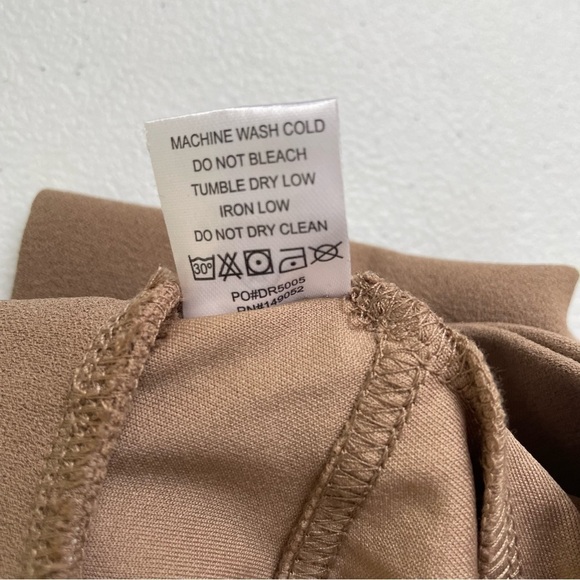 MACHINE WASH COLD
DO NOT BLEACH
TUMBLE DRY LOW
IRON LOW
DO NOT DRY CLEAN
30°
PO#DR5005
RN#149052